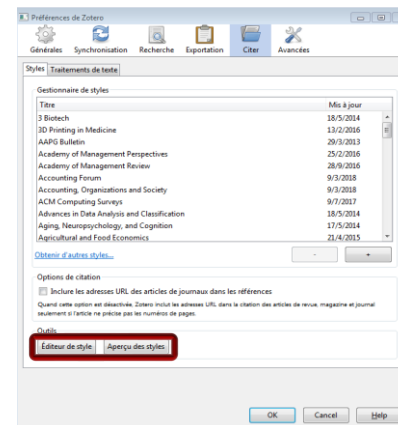 Préférences de Zotero
Générales Synchronisation Recherche Exportation Citer Avancées
Styles Traitements de texte
Gestionnaire de styles
Titre Mis à jour
3 Biotech 18/5/2014
3D Printing in Medicine 13/2/2016
AAPG Bulletin 29/3/2013
Academy of Management Perspectives 25/2/2016
Academy of Management Review 28/9/2016
Accounting Forum 9/3/2018
Accounting, Organizations and Society 9/3/2018
ACM Computing Surveys 9/7/2017
Advances in Data Analysis and Classification 18/5/2014
Aging, Neuropsychology, and Cognition 17/5/2014
Agricultural and Food Economics 21/4/2015
Obtenir d'autres styles... - +
Options de citation
Inclure les adresses URL des articles de journaux dans les références
Quand cette option est désactivée, Zotero inclut les adresses URL dans la citation des articles de revue, magazine et journal
seulement si l'article ne précise pas les numéros de pages.
Outils
Éditeur de style Aperçu des styles
OK Cancel Help